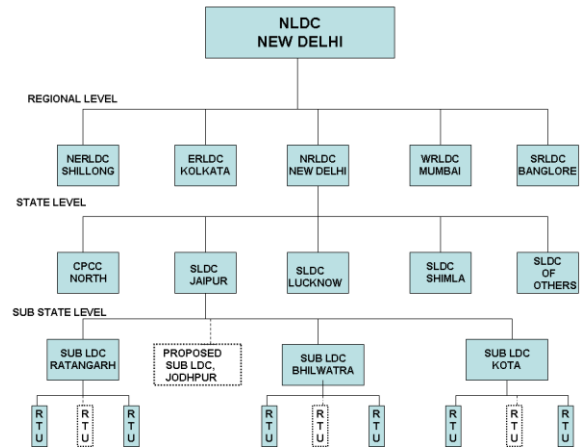 NLDC
NEW DELHI
REGIONAL LEVEL
NERLDC
SHILLONG
ERLDC
KOLKATA
NRLDC
NEW DELHI
WRLDC
MUMBAI
SRLDC
BANGLORE
STATE LEVEL
CPCC
NORTH
SLDC
JAIPUR
SLDC
LUCKNOW
SLDC
SHIMLA
SLDC
OF
OTHERS
SUB STATE LEVEL
SUB LDC
RATANGARH
PROPOSED
SUB LDC,
JODHPUR
SUB LDC
BHILWATRA
SUB LDC
KOTA
RTU
RTU
RTU
RTU
RTU
RTU
RTU
RTU
RTU